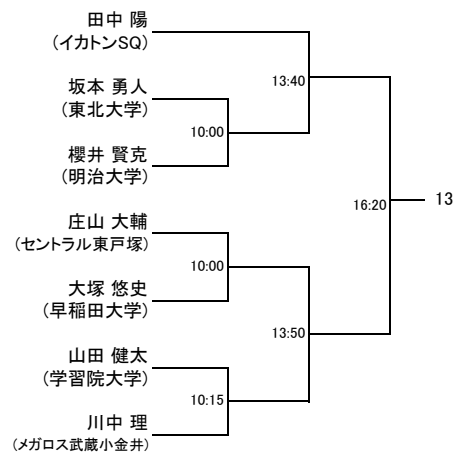 田中 陽
(イカトンSQ)
13:40
坂本 勇人
(東北大学)
10:00
櫻井 賢克
(明治大学)
16:20
13
庄山 大輔
(セントラル東戸塚)
10:00
大塚 悠史
(早稲田大学)
13:50
山田 健太
(学習院大学)
10:15
川中 理
(メガロス武蔵小金井)